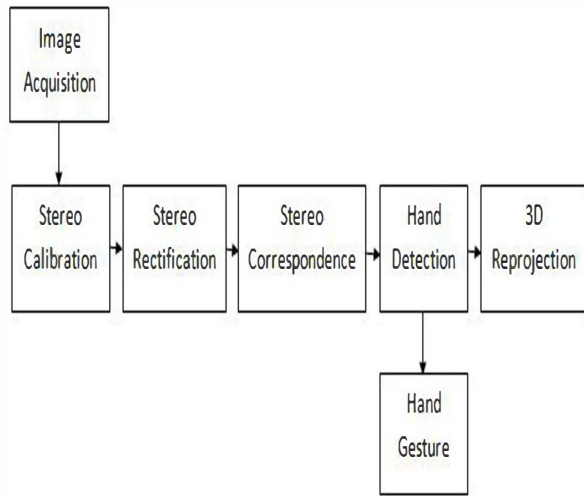 Image
Acquisition
Stereo
Calibration
Stereo
Rectification
Stereo
Correspondence
Hand
Detection
3D
Reprojection
Hand
Gesture